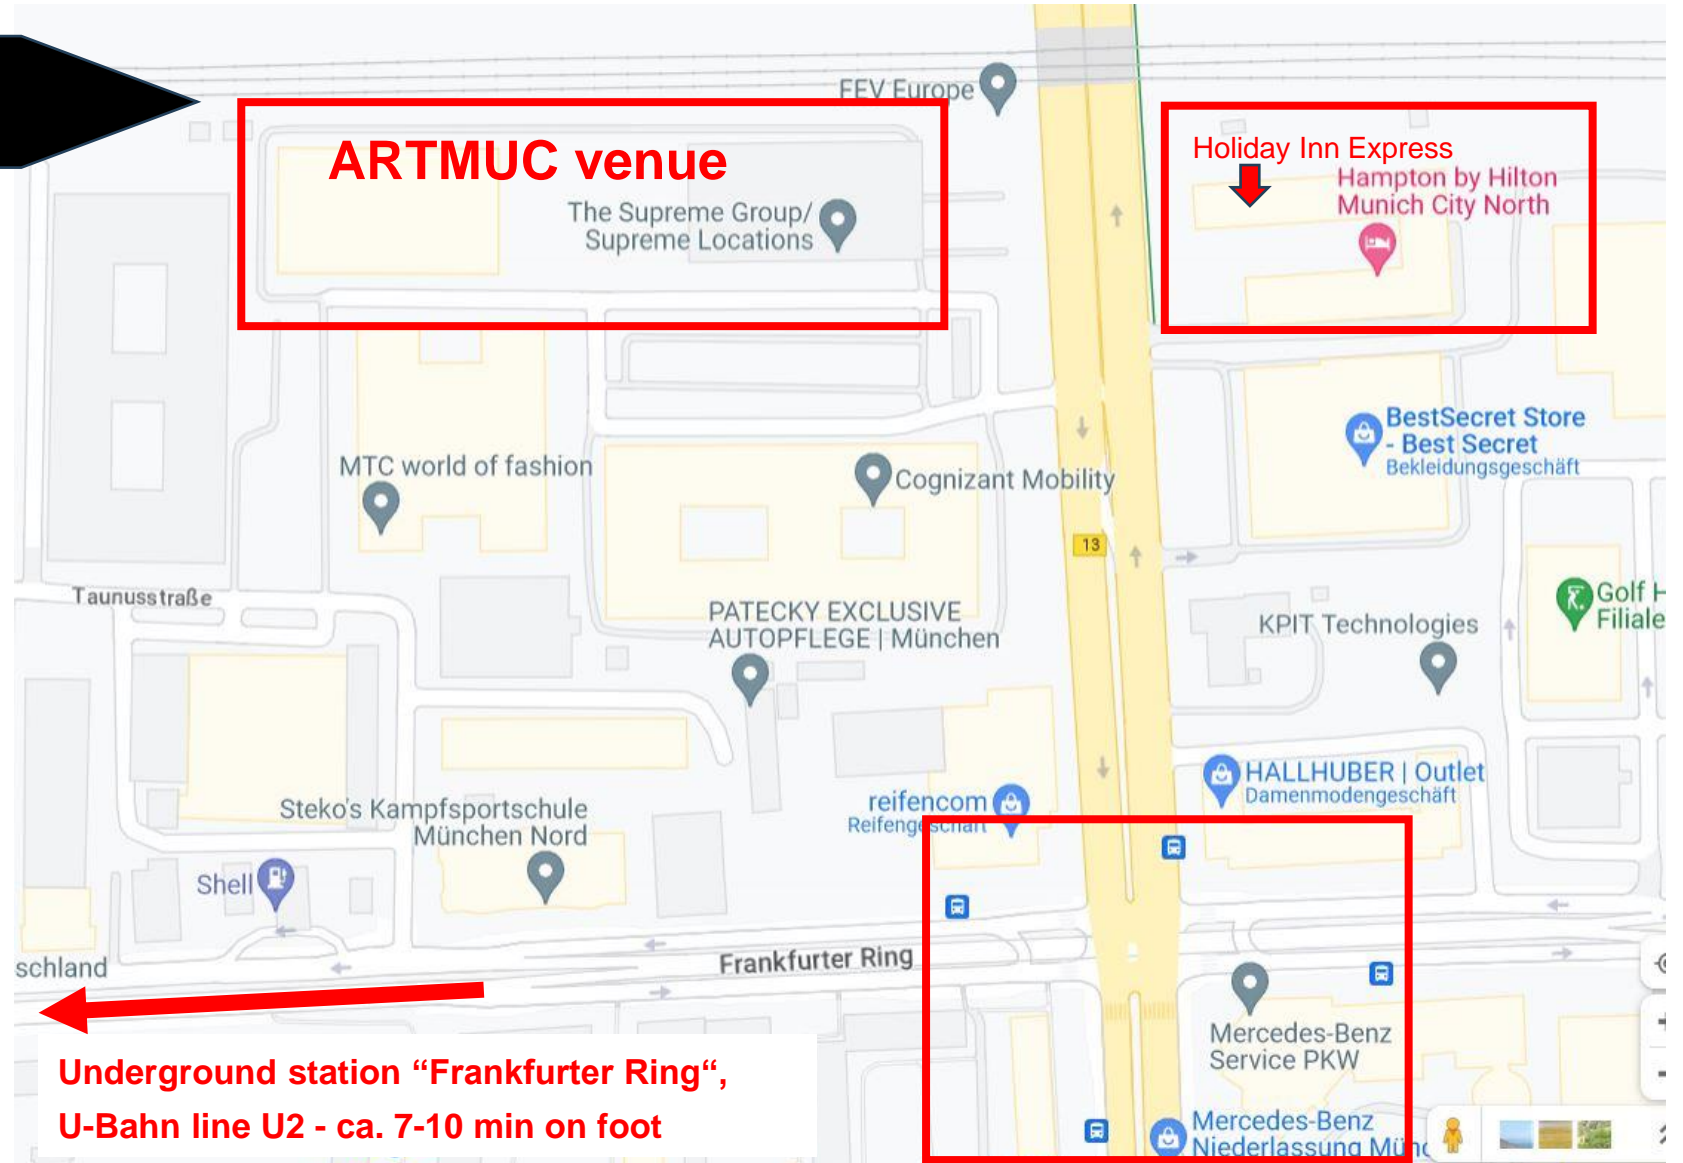 FEV Europe
ARTMUC venue
Holiday Inn Express
Hampton by Hilton
Munich City North
The Supreme Group/
Supreme Locations
BestSecret Store
- Best Secret
Bekleidungsgeschäft
MTC world of fashion
Cognizant Mobility
13
Taunusstraße
PATECKY EXCLUSIVE
AUTOPFLEGE | München
KPIT Technologies
Golf H
Filiale
HALLHUBER | Outlet
Damenmodengeschäft
reifencom
Reifengeschäft
Steko's Kampfsportschule
München Nord
Shell
Frankfurter Ring
schland
Mercedes-Benz
Service PKW
Underground station “Frankfurter Ring“,
U-Bahn line U2 - ca. 7-10 min on foot
Mercedes-Benz
Niederlassung Münc